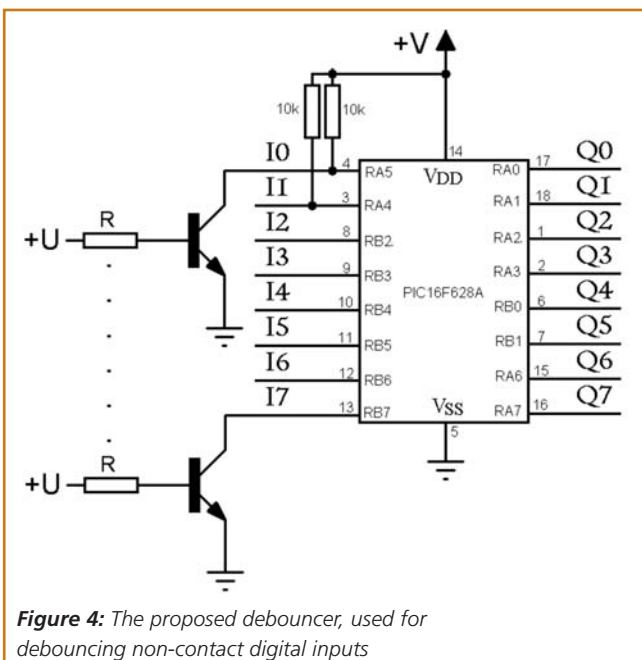 +V
10k 10k
I0 4 RA5 VDD 14 RA0 17 Q0
I1 3 RA4 RA1 18 Q1
I2 8 RB2 RA2 1 Q2
+U R I3 9 RB3 RA3 2 Q3
PIC16F628A
I4 10 RB4 RB0 6 Q4
I5 11 RB5 RB1 7 Q5
I6 12 RB6 RA6 15 Q6
I7 13 RB7 VSS RA7 16 Q7
5
+U R
Figure 4: The proposed debouncer, used for
debouncing non-contact digital inputs